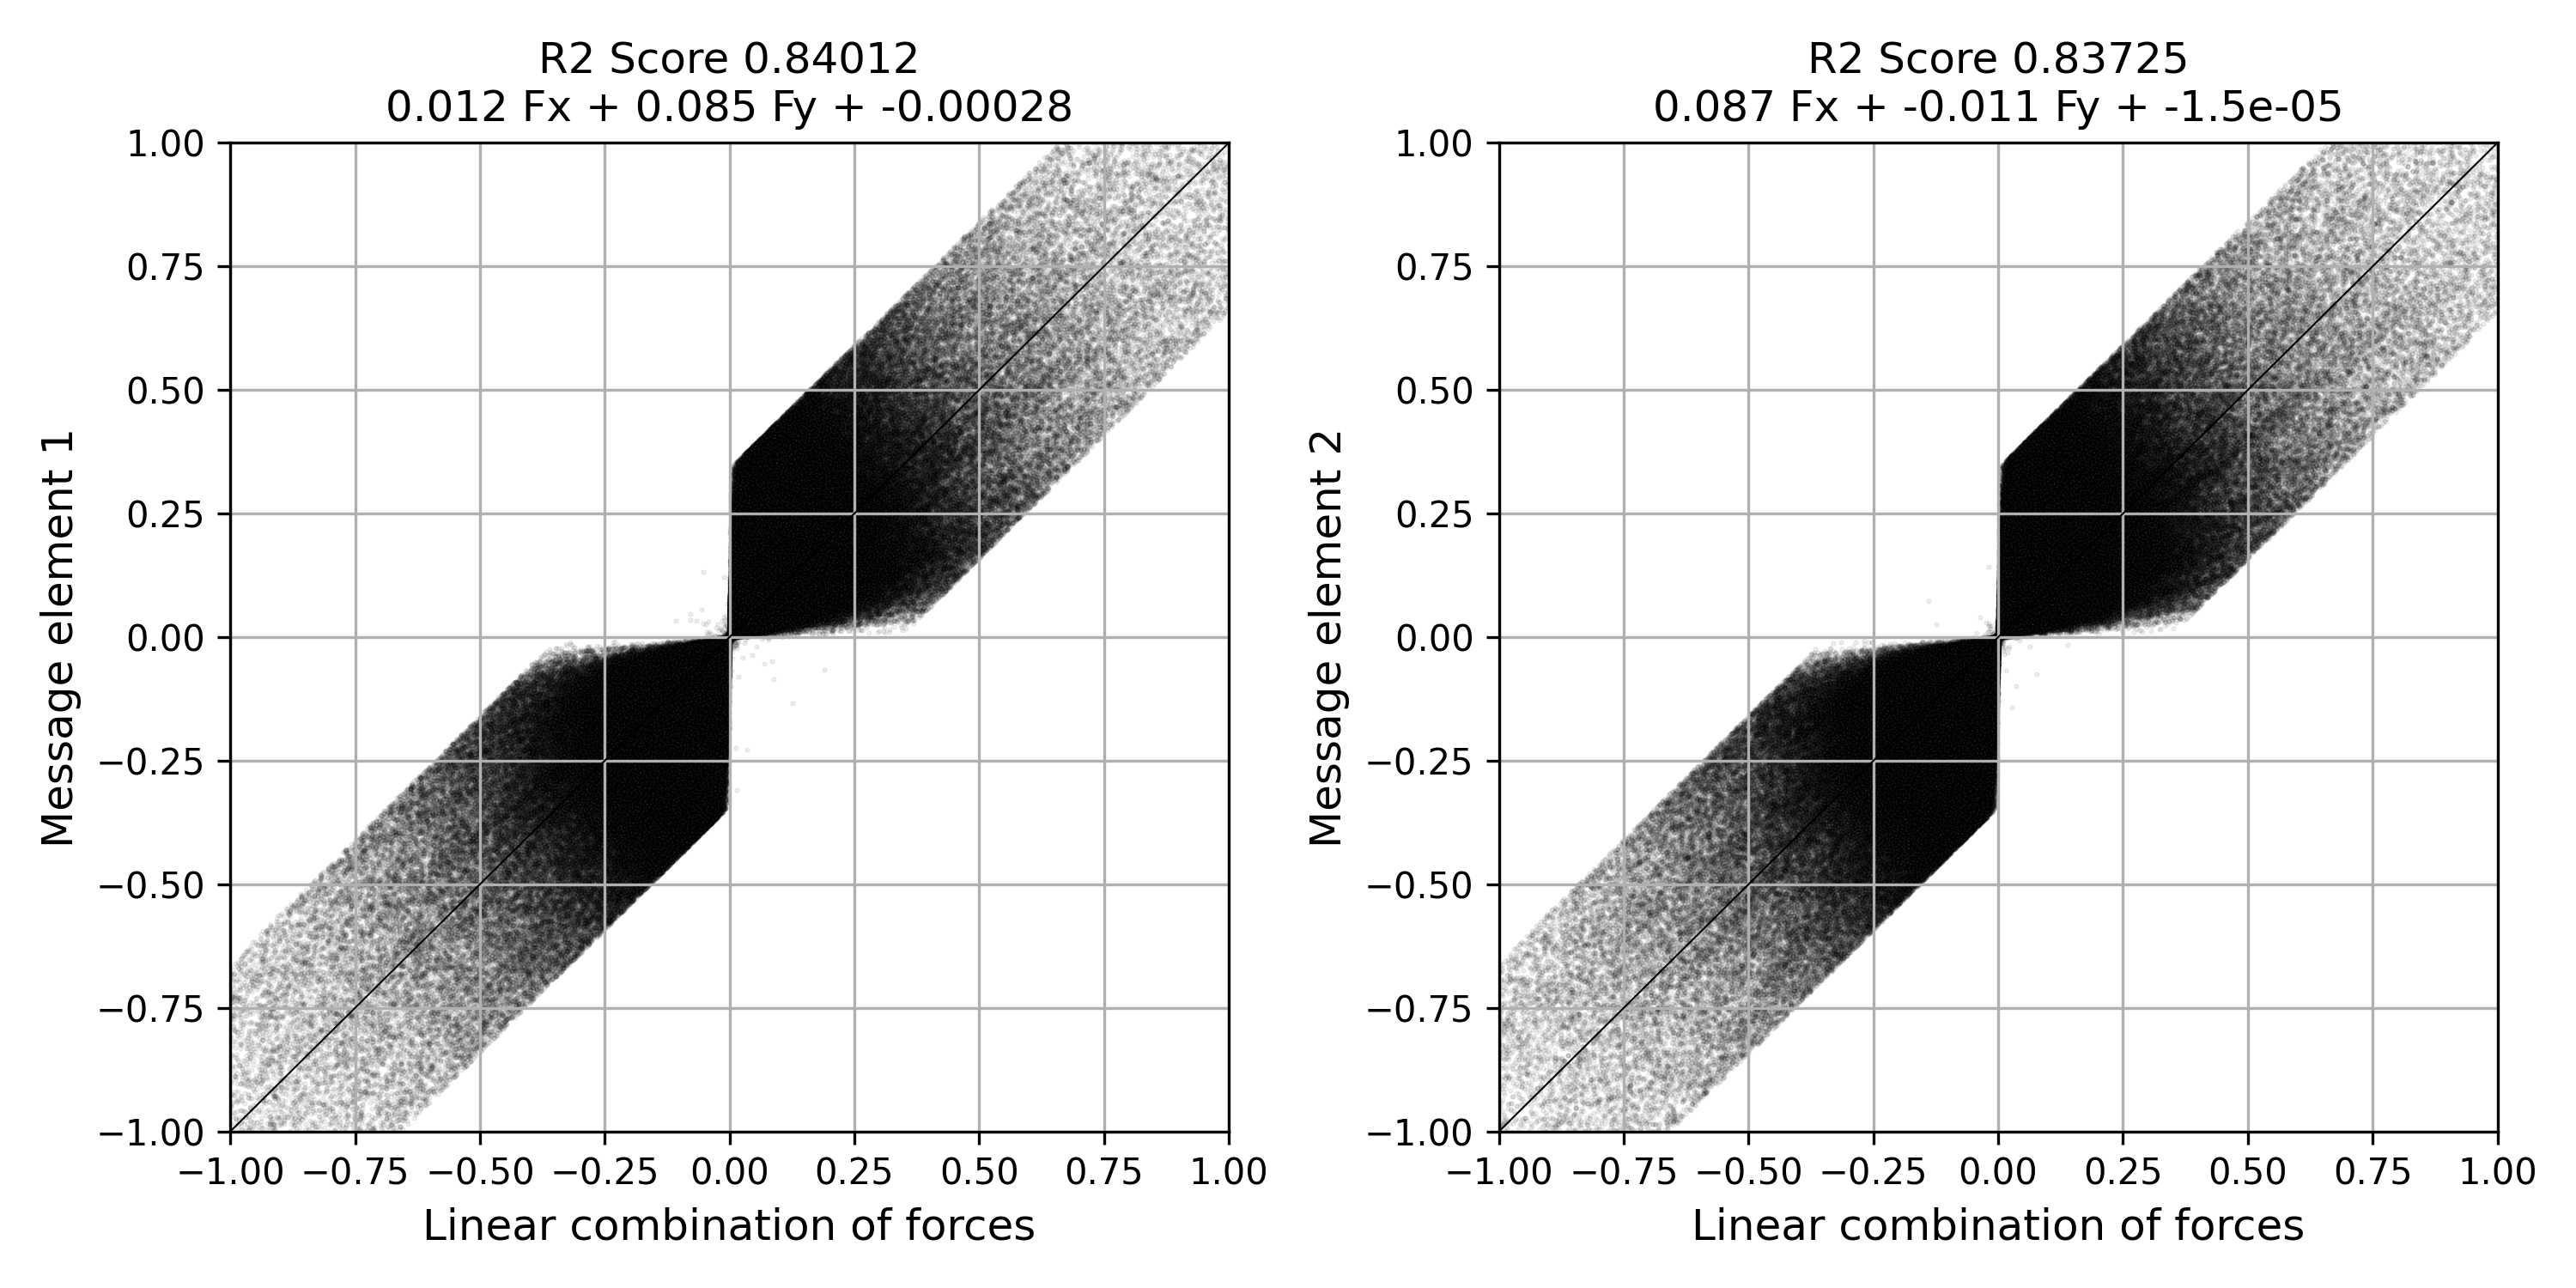 R2 Score 0.84012
0.012 Fx + 0.085 Fy + -0.00028
1.00
0.75
0.50
0.25
0.00
−0.25
−0.50
−0.75
−1.00
Message element 1
−1.00 −0.75 −0.50 −0.25 0.00 0.25 0.50 0.75 1.00
Linear combination of forces
R2 Score 0.83725
0.087 Fx + -0.011 Fy + -1.5e-05
1.00
0.75
0.50
0.25
0.00
−0.25
−0.50
−0.75
−1.00
Message element 2
−1.00 −0.75 −0.50 −0.25 0.00 0.25 0.50 0.75 1.00
Linear combination of forces